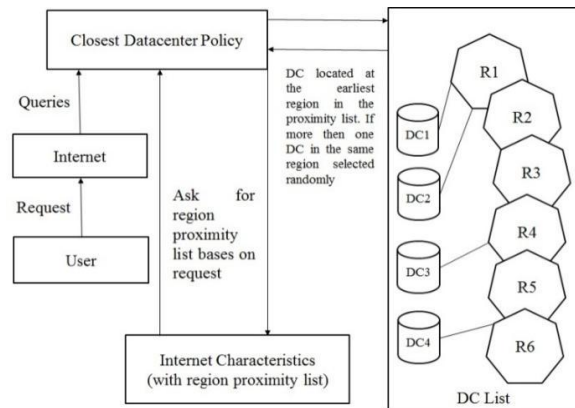 Closest Datacenter Policy
Queries
Internet
Request
User
Ask for
region
proximity
list bases on
request
DC located at
the earliest
region in the
proximity list. If
more then one
DC in the same
region selected
randomly
Internet Characteristics
(with region proximity list)
R1
R2
R3
R4
R5
R6
DC1
DC2
DC3
DC4
DC List